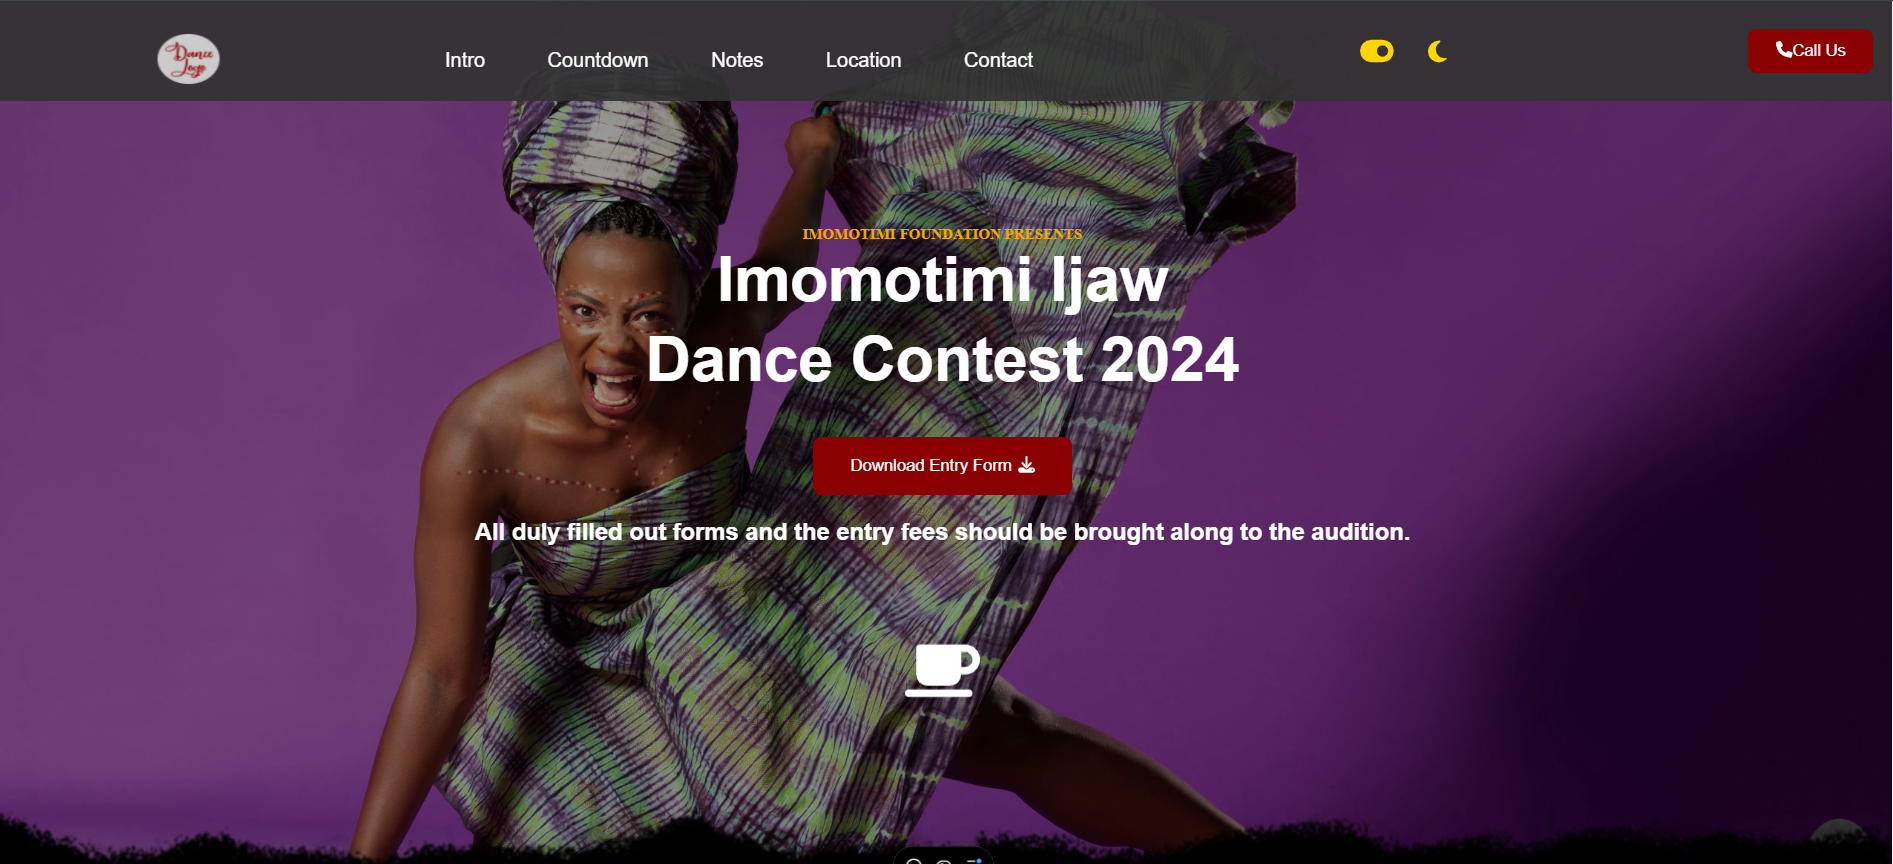 Dance
Logo
Intro
Countdown
Notes
Location
Contact
Call Us
IMOMOTIMI FOUNDATION PRESENTS
Imomotimi Ijaw
Dance Contest 2024
Download Entry Form
All duly filled out forms and the entry fees should be brought along to the audition.